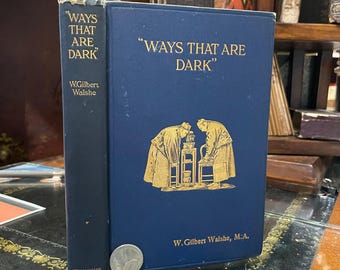 "WAYS
THAT ARE
DARK"
W. Gilbert
Walshe
"WAYS THAT ARE
DARK"
W. Gilbert Walshe, M.A.